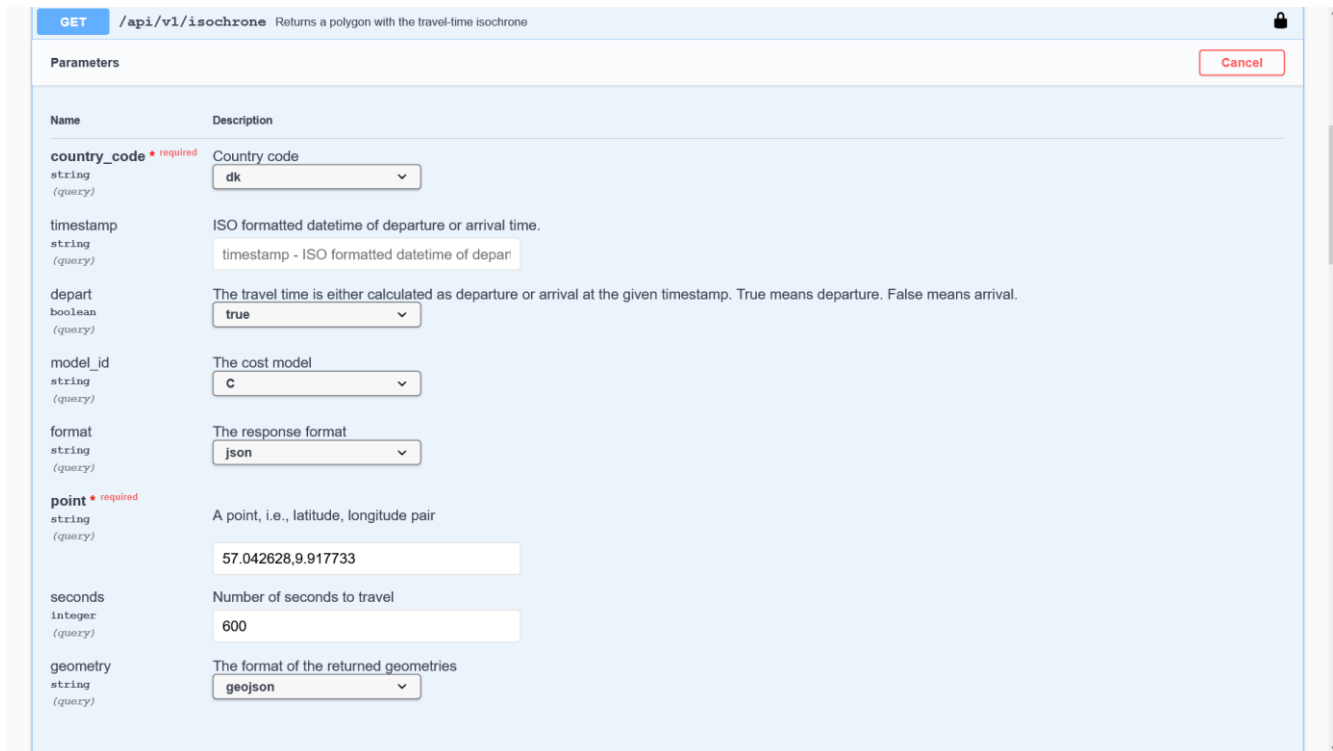 GET /api/v1/isochrone Returns a polygon with the travel-time isochrone
Parameters Cancel
Name Description
country_code * required Country code
string dk
(query)
timestamp ISO formatted datetime of departure or arrival time.
string timestamp - ISO formatted datetime of depart
(query)
depart The travel time is either calculated as departure or arrival at the given timestamp. True means departure. False means arrival.
boolean true
(query)
model_id The cost model
string C
(query)
format The response format
string json
(query)
point * required
string A point, i.e., latitude, longitude pair
(query)
57.042628,9.917733
seconds Number of seconds to travel
integer 600
(query)
geometry The format of the returned geometries
string geojson
(query)